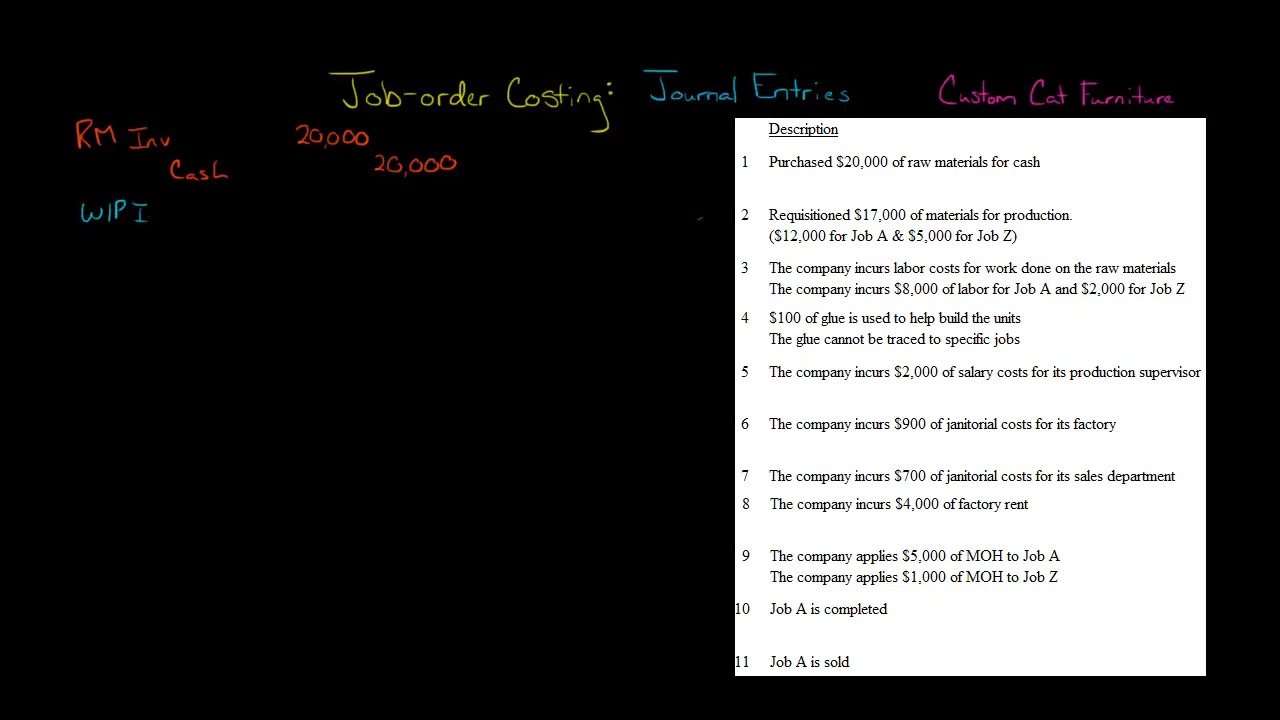 Job-order Costing: Journal Entries Custom Cat Furniture
RM Inv 20,000
Cash 20,000
WIP I
Description
1 Purchased $20,000 of raw materials for cash
2 Requisitioned $17,000 of materials for production.
($12,000 for Job A & $5,000 for Job Z)
3 The company incurs labor costs for work done on the raw materials
The company incurs $8,000 of labor for Job A and $2,000 for Job Z
4 $100 of glue is used to help build the units
The glue cannot be traced to specific jobs
5 The company incurs $2,000 of salary costs for its production supervisor
6 The company incurs $900 of janitorial costs for its factory
7 The company incurs $700 of janitorial costs for its sales department
8 The company incurs $4,000 of factory rent
9 The company applies $5,000 of MOH to Job A
The company applies $1,000 of MOH to Job Z
10 Job A is completed
11 Job A is sold